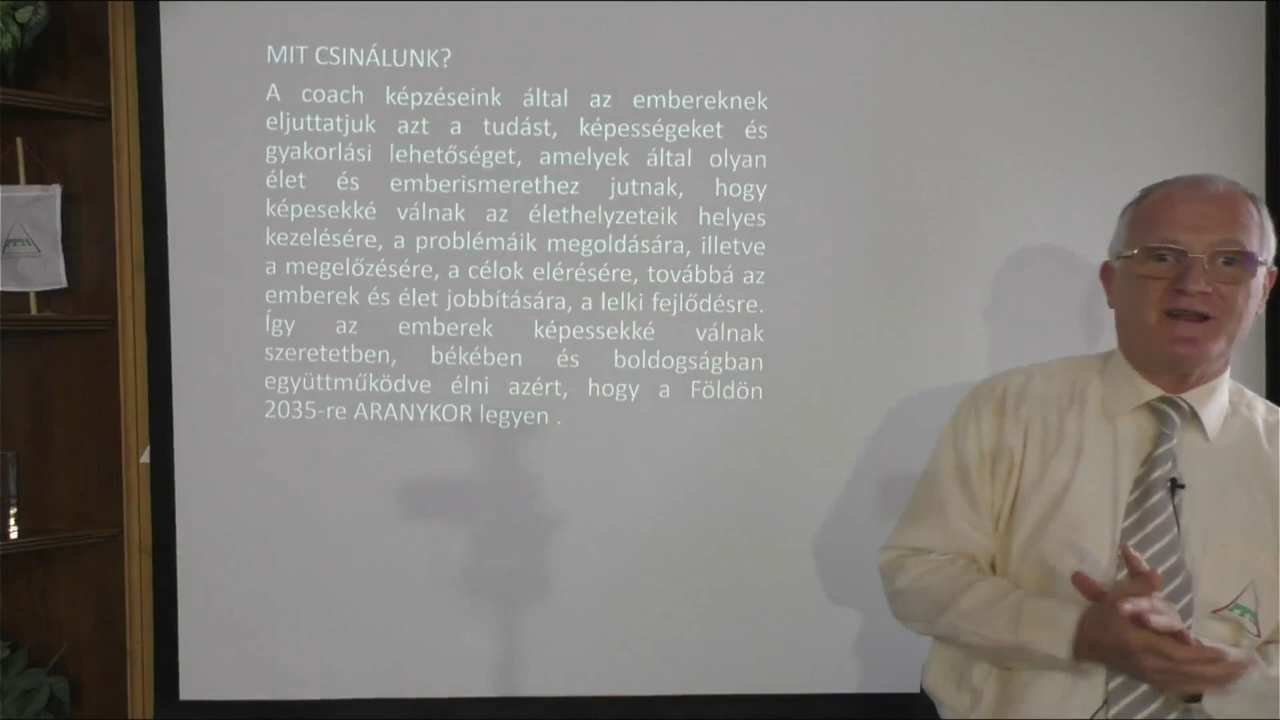 MIT CSINÁLUNK?
A coach képzéseink által az embereknek
eljuttatjuk azt a tudást, képességeket és
gyakorlási lehetőséget, amelyek által olyan
élet és emberismerethez jutnak, hogy
képesekké válnak az élethelyzeteik helyes
kezelésére, a problémáik megoldására, illetve
a megelőzésére, a célok elérésére, továbbá az
emberek és élet jobbítására, a lelki fejlődésre.
Így az emberek képessekké válnak
szeretetben, békében és boldogságban
együttműködve élni azért, hogy a Földön
2035-re ARANYKOR legyen .